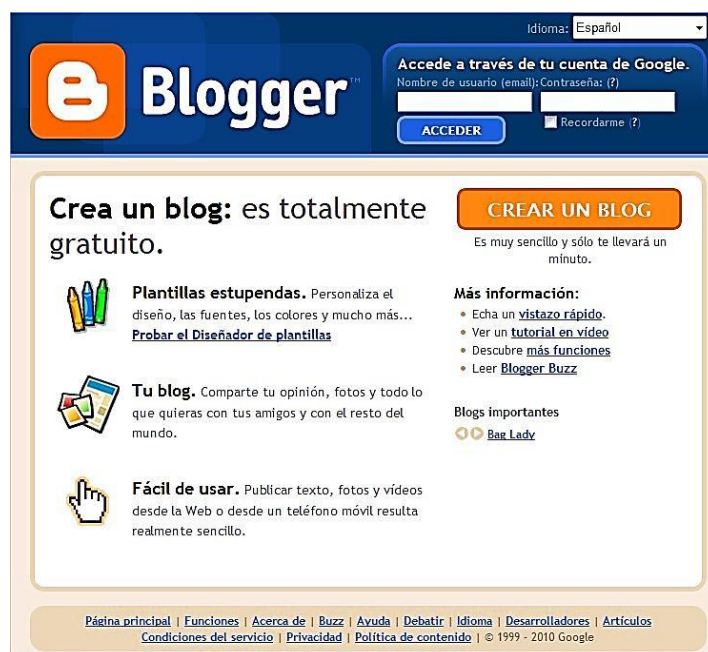 Idioma: Español
Blogger™
Accede a través de tu cuenta de Google.
Nombre de usuario (email): Contraseña: (?)
ACCEDER
Recordarme (?)
Crea un blog: es totalmente
gratuito.
Plantillas estupendas. Personaliza el
diseño, las fuentes, los colores y mucho más...
Probar el Diseñador de plantillas
Tu blog. Comparte tu opinión, fotos y todo lo
que quieras con tus amigos y con el resto del
mundo.
Fácil de usar. Publicar texto, fotos y vídeos
desde la Web o desde un teléfono móvil resulta
realmente sencillo.
CREAR UN BLOG
Es muy sencillo y sólo te llevará un
minuto.
Más información:
• Echa un vistazo rápido.
• Ver un tutorial en vídeo
• Descubre más funciones
• Leer Blogger Buzz
Blogs importantes
Bag Lady
Página principal | Funciones | Acerca de | Buzz | Ayuda | Debatir | Idioma | Desarrolladores | Artículos
Condiciones del servicio | Privacidad | Política de contenido | © 1999 - 2010 Google